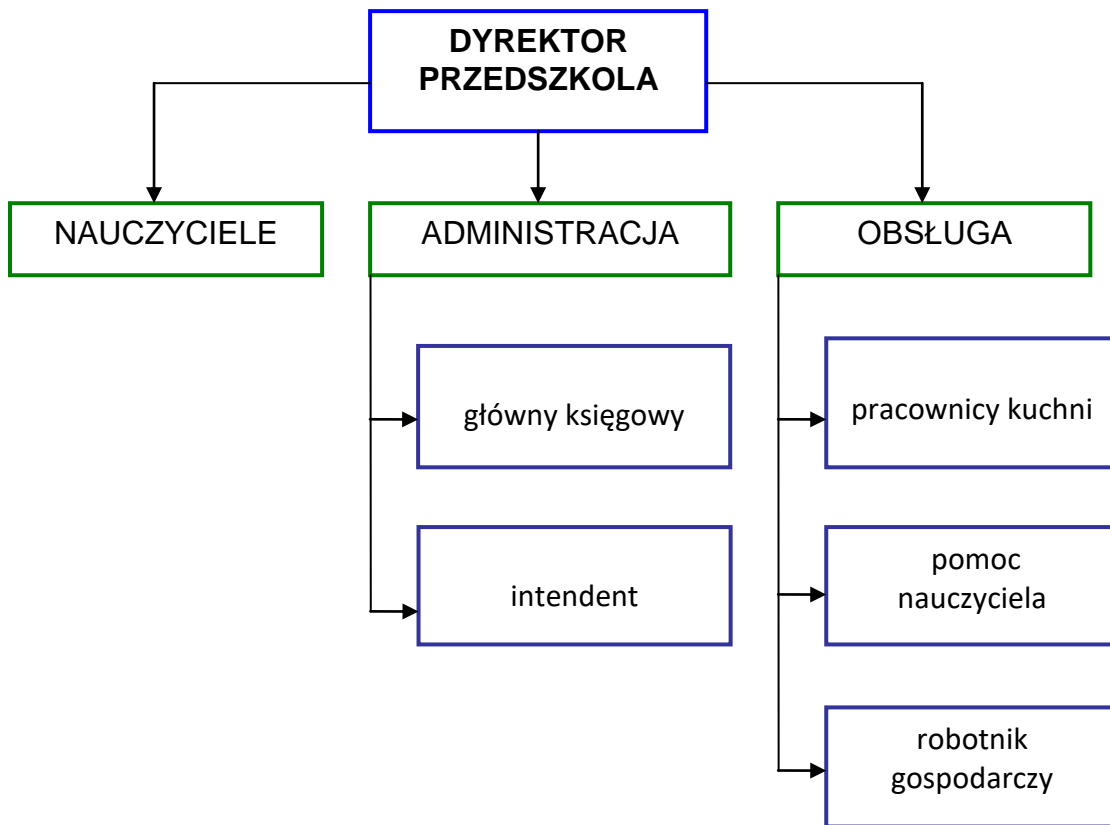 DYREKTOR
PRZEDSZKOLA
NAUCZYCIELE
ADMINISTRACJA
OBSŁUGA
główny księgowy
pracownicy kuchni
intendent
pomoc
nauczyciela
robotnik
gospodarczy